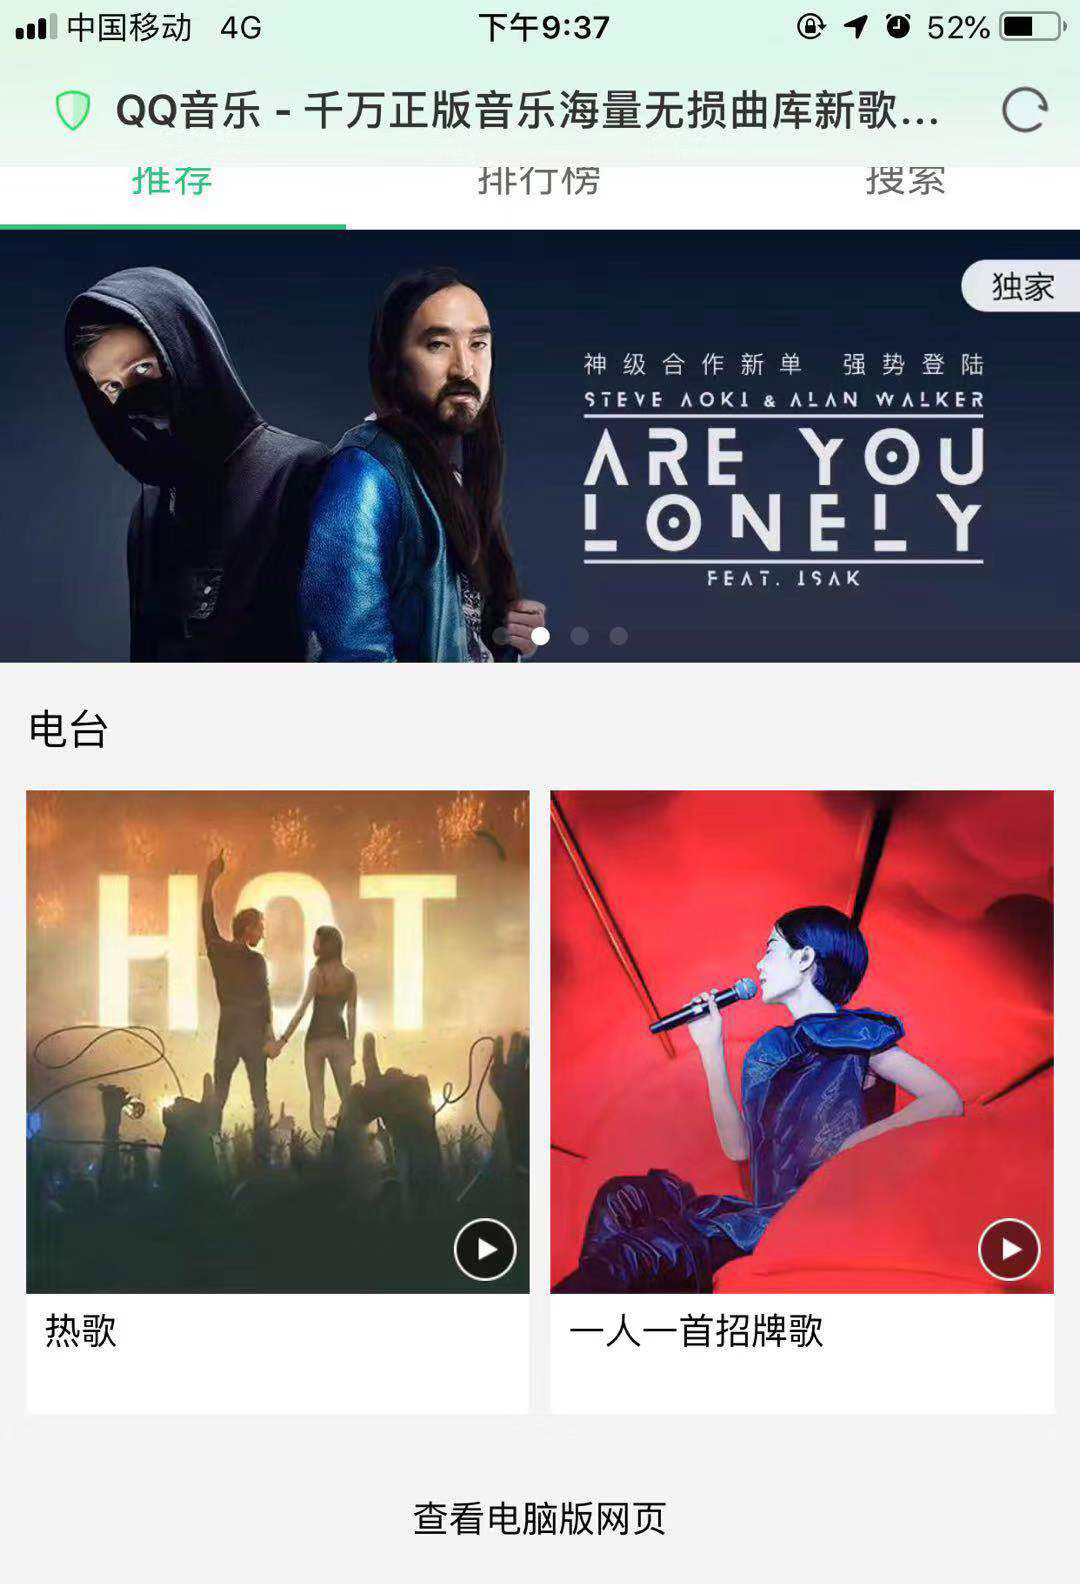 中国移动 4G 下午9:37 52%
QQ音乐 - 千万正版音乐海量无损曲库新歌...
推荐 排行榜 搜索
独家
神级合作新单 强势登陆
STEVE AOKI & ALAN WALKER
ARE YOU
LONELY
FEAT. ISAK
电台
HOT
热歌 一人一首招牌歌
查看电脑版网页